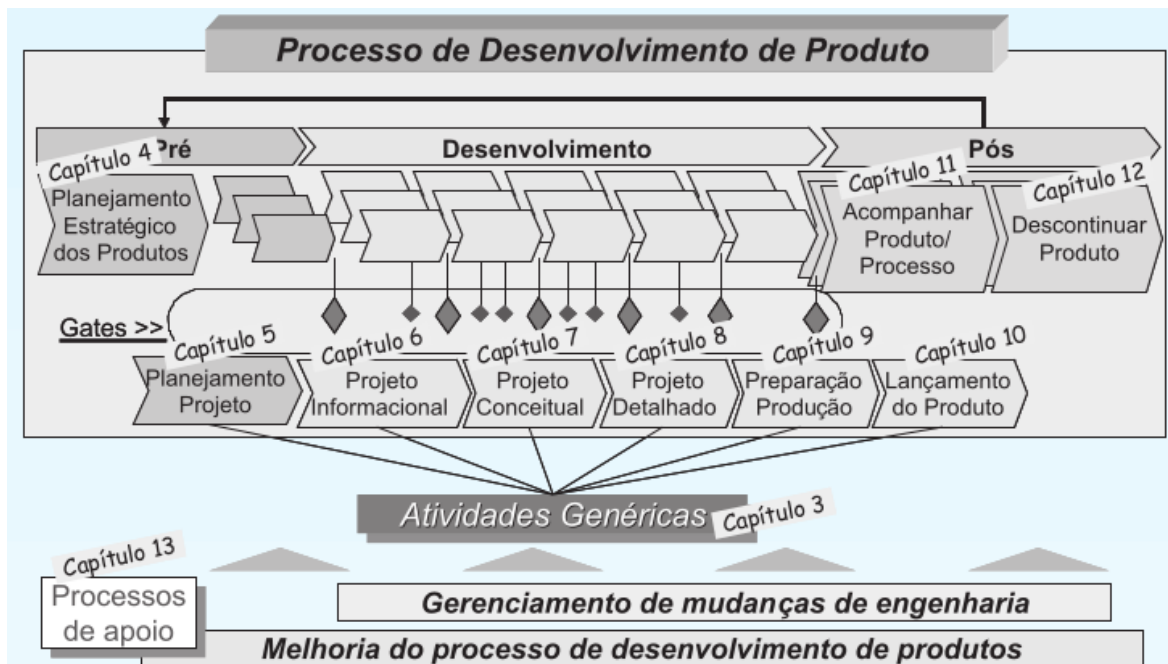 Processo de Desenvolvimento de Produto
Pré
Desenvolvimento
Pós
Capítulo 4
Planejamento
Estratégico
dos Produtos
Capítulo 11
Acompanhar
Produto/
Processo
Capítulo 12
Descontinuar
Produto
Gates >>
Capítulo 5
Planejamento
Projeto
Capítulo 6
Projeto
Informacional
Capítulo 7
Projeto
Conceitual
Capítulo 8
Projeto
Detalhado
Capítulo 9
Preparação
Produção
Capítulo 10
Lançamento
do Produto
Atividades Genéricas
Capítulo 3
Capítulo 13
Processos
de apoio
Gerenciamento de mudanças de engenharia
Melhoria do processo de desenvolvimento de produtos